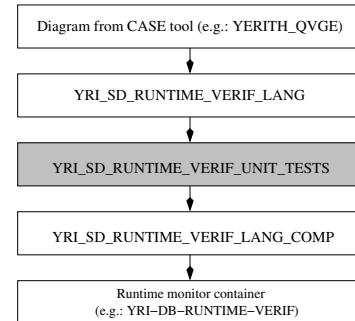 Diagram from CASE tool (e.g.: YERITH_QVGE)
YRI_SD_RUNTIME_VERIF_LANG
YRI_SD_RUNTIME_VERIF_UNIT_TESTS
YRI_SD_RUNTIME_VERIF_LANG_COMP
Runtime monitor container
(e.g.: YRI−DB−RUNTIME−VERIF)